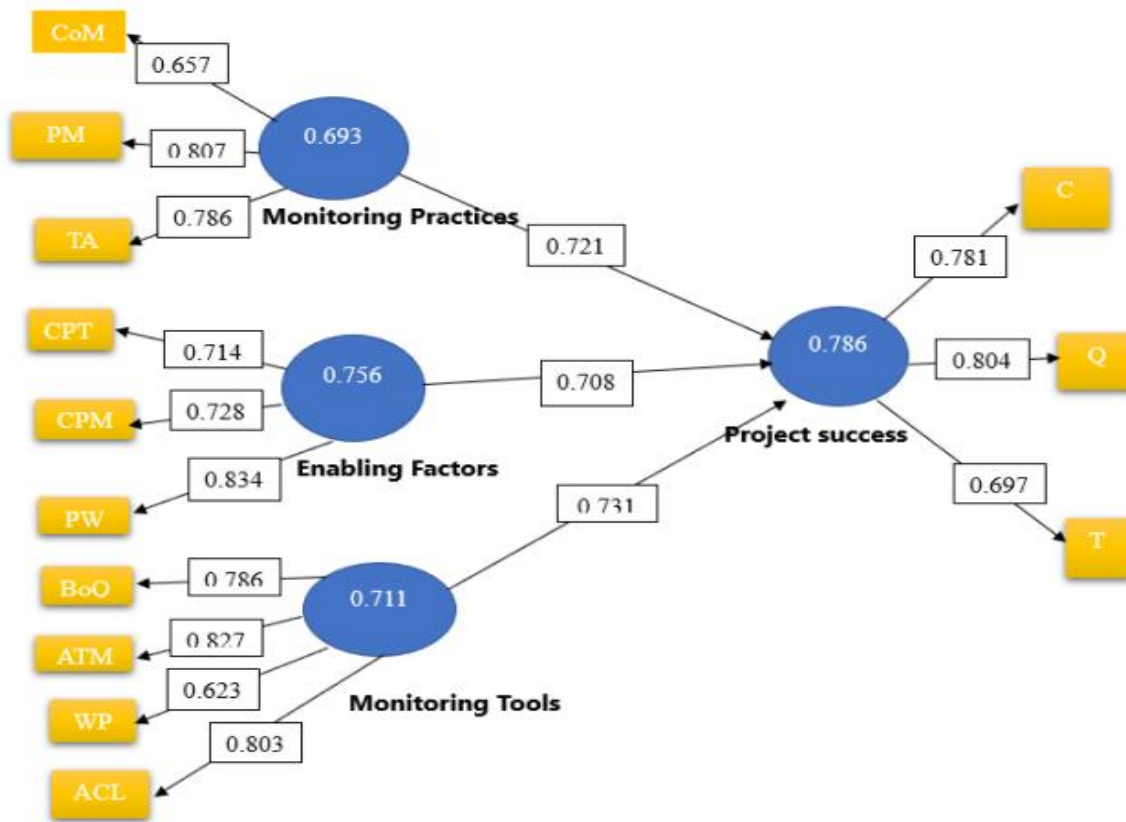 CoM
0.657
PM
0.807
0.693
TA
0.786
Monitoring Practices
0.721
CPT
0.714
CPM
0.728
0.756
PW
0.834
Enabling Factors
0.708
BoQ
0.786
ATM
0.827
0.711
WP
0.623
Monitoring Tools
ACL
0.803
0.731
0.786
Project success
C
0.781
Q
0.804
T
0.697